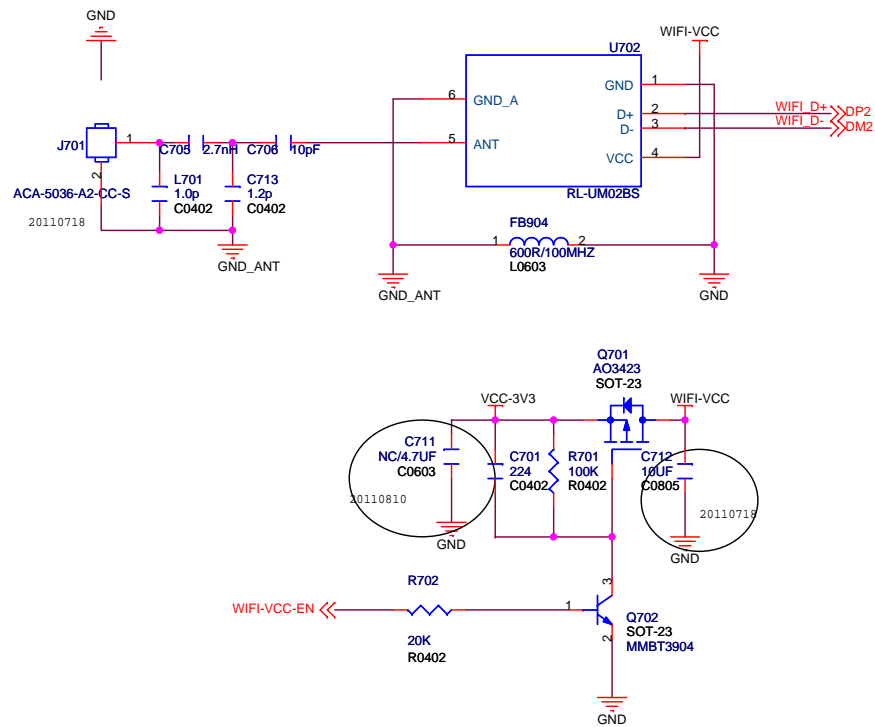 GND
U702
WIFI-VCC
GND 1
6 GND_A
D+ 2 WIFI_D+ DP2
D- 3 WIFI_D- DM2
J701 1 C705 2.7nH C706 10pF 5 ANT
VCC 4
2
L701 C713
1.0p 1.2p
C0402 C0402
ACA-5036-A2-CC-S
RL-UM02BS
20110718
FB904
1 2
600R/100MHZ
L0603
GND_ANT
GND_ANT
GND
Q701
AO3423
SOT-23
VCC-3V3
WIFI-VCC
C711
NC/4.7UF
C0603
C701
224
C0402
R701
100K
R0402
C712
10UF
C0805
20110810
20110718
GND
GND
R702
3
WIFI-VCC-EN
1
20K
R0402
Q702
SOT-23
MMBT3904
2
GND